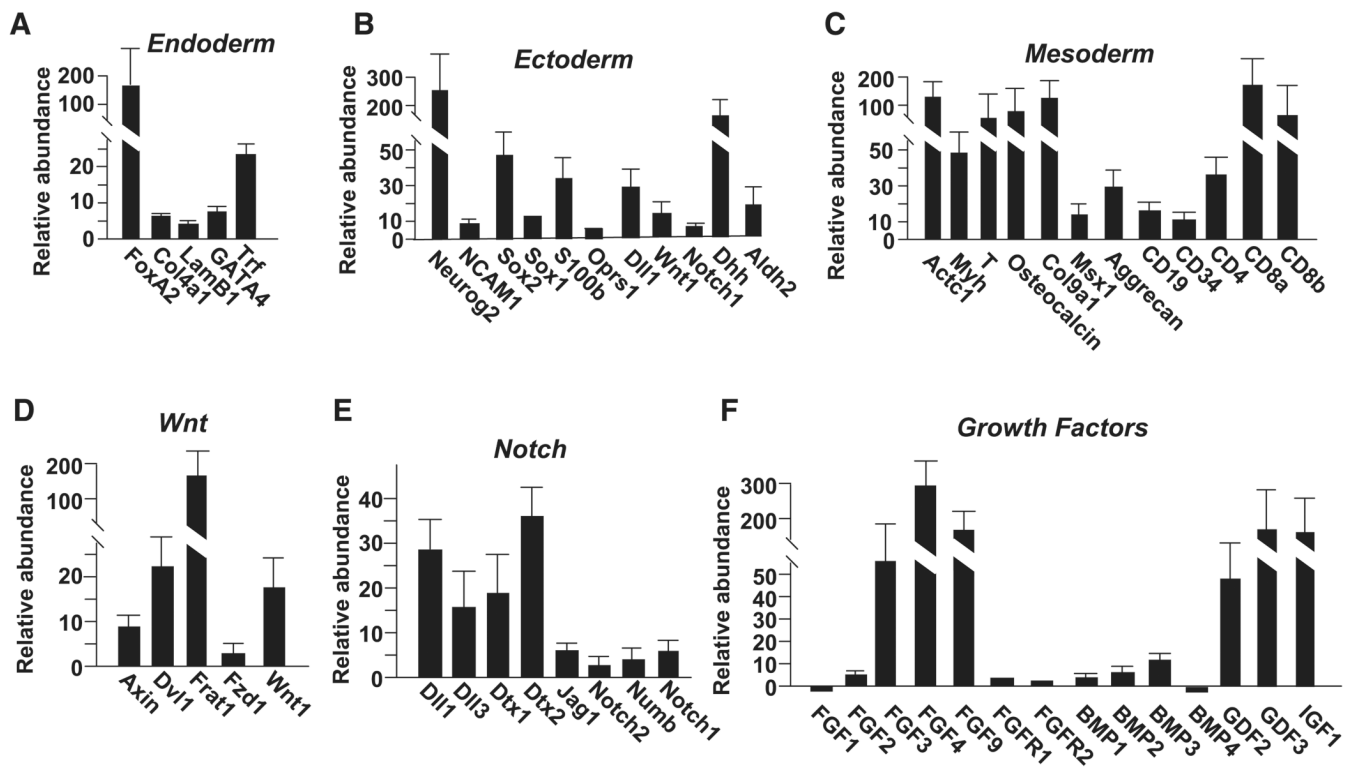 A
Endoderm
Relative abundance
200
100
20
10
0
FoxA2
Col4a1
LamB1
GATA4
Trf
B
Ectoderm
Relative abundance
300
200
50
30
10
0
Neurog2
NCAM1
Sox2
Sox1
S100b
Oprs1
Dll1
Wnt1
Notch1
Dhh
Aldh2
C
Mesoderm
Relative abundance
200
100
50
30
10
0
Actc1
Myh
T
Osteocalcin
Col9a1
Msx1
Aggrecan
CD19
CD34
CD4
CD8a
CD8b
D
Wnt
Relative abundance
200
100
20
10
0
Axin
Dvl1
Frat1
Fzd1
Wnt1
E
Notch
Relative abundance
40
30
20
10
0
Dll1
Dll3
Dtx1
Dtx2
Jag1
Notch2
Numb
Notch1
F
Growth Factors
Relative abundance
300
200
50
40
30
20
10
0
FGF1
FGF2
FGF3
FGF4
FGF9
FGFR1
FGFR2
BMP1
BMP2
BMP3
BMP4
GDF2
GDF3
IGF1